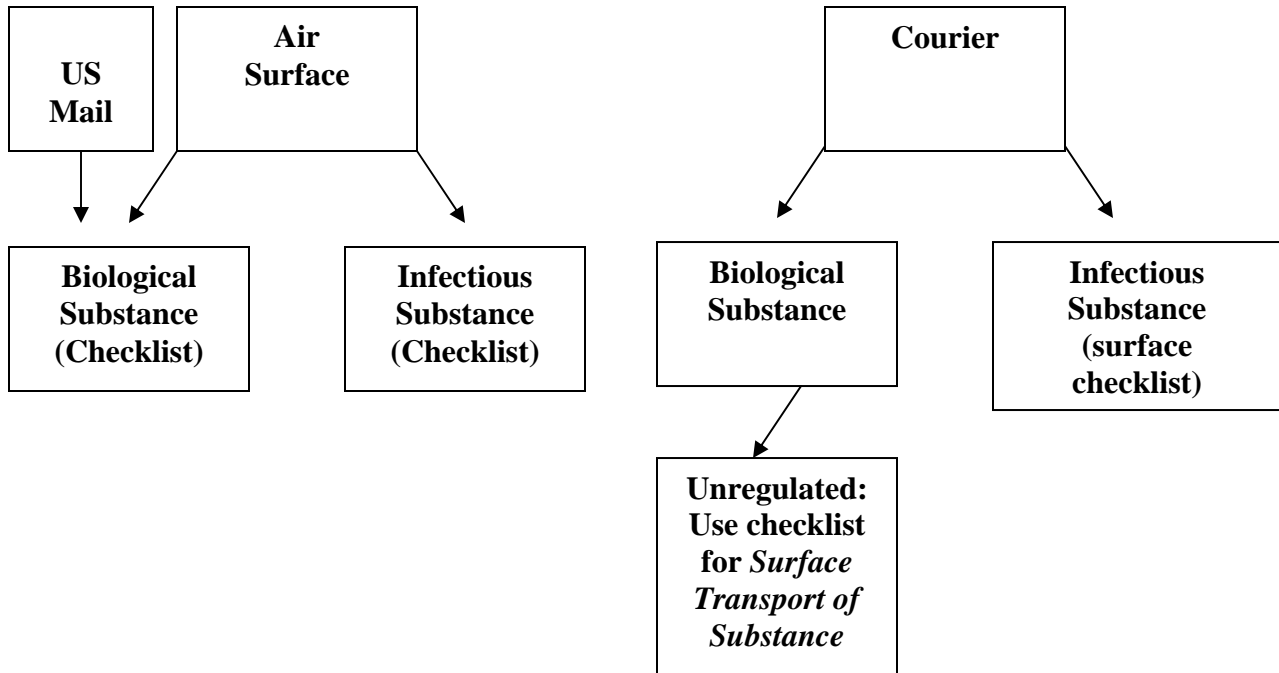 US
Mail
Air
Surface
Courier
Biological
Substance
(Checklist)
Infectious
Substance
(Checklist)
Biological
Substance
Infectious
Substance
(surface
checklist)
Unregulated:
Use checklist
for Surface
Transport of
Substance